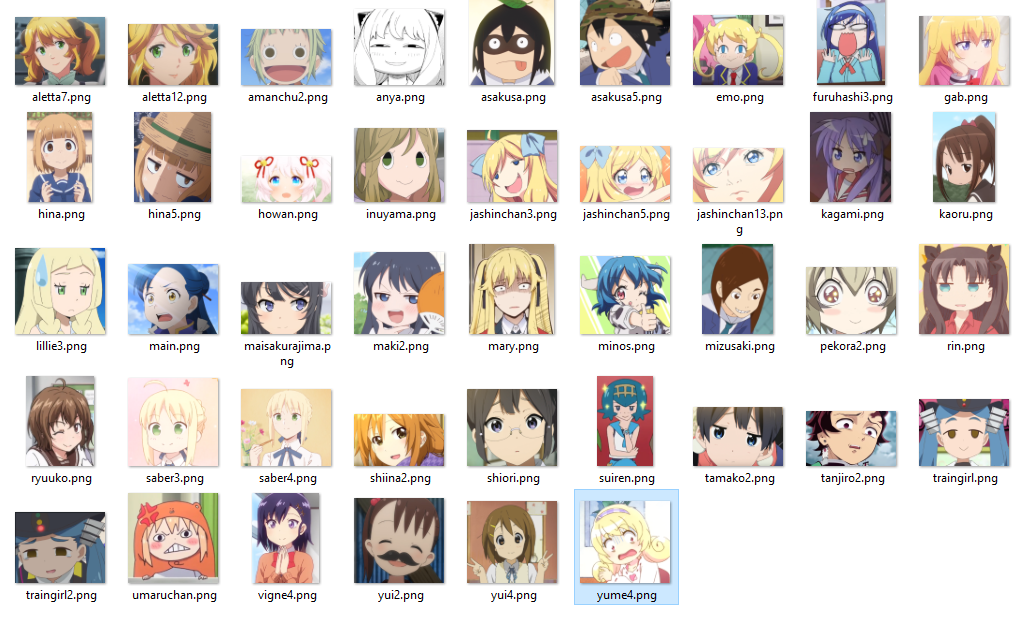 aletta7.png
aletta12.png
amanchu2.png
anya.png
asakusa.png
asakusa5.png
emo.png
furuhashi3.png
gab.png
hina.png
hina5.png
howan.png
inuyama.png
jashinchan3.png
jashinchan5.png
jashinchan13.pn
g
kagami.png
kaoru.png
lillie3.png
main.png
maisakurajima.p
ng
maki2.png
mary.png
minos.png
mizusaki.png
pekora2.png
rin.png
ryuuko.png
saber3.png
saber4.png
shiina2.png
shiori.png
suiren.png
tamako2.png
tanjiro2.png
traingirl.png
traingirl2.png
umaruchan.png
vigne4.png
yui2.png
yui4.png
yume4.png